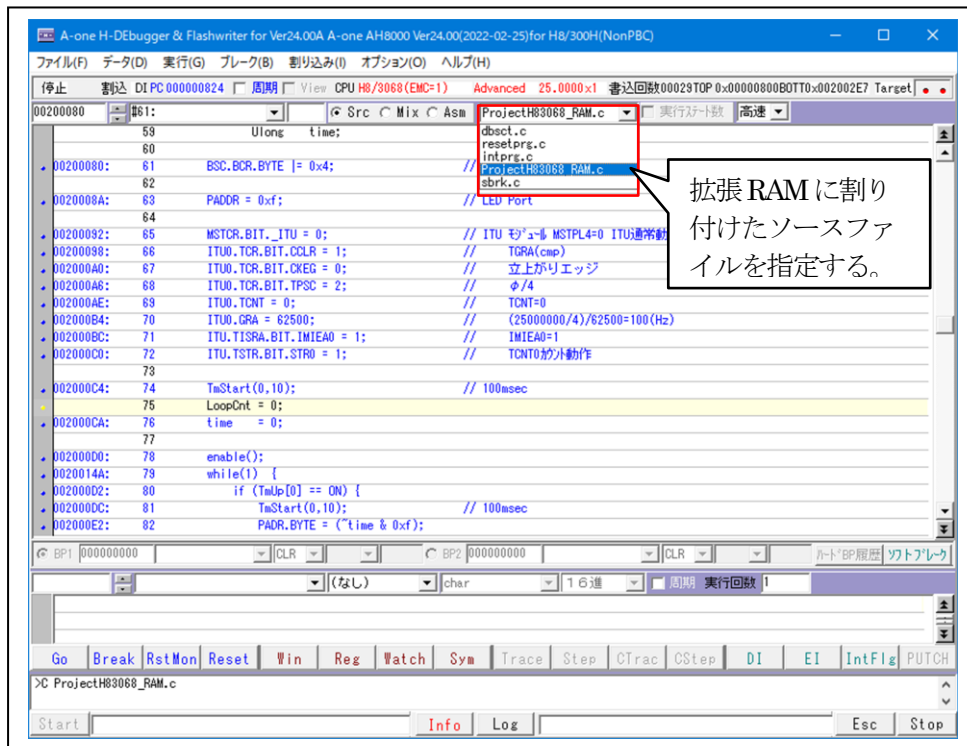 A-one H-DEbugger & Flashwriter for Ver24.00A A-one AH8000 Ver24.00(2022-02-25)for H8/300H(NonPBC)
ファイル(F) データ(D) 実行(G) ブレーク(B) 割り込み(I) オプション(O) ヘルプ(H)
停止 割込 DI PC 000000824 周期 View CPU H8/3068(EMC=1) Advanced 25.0000x1 書込回数00029TOP 0x00000800BOTT0x002002E7 Target
00200080 #61: Src Mix Asm ProjectH83068_RAM.c 実行ステート数 高速
dbsct.c
resetprg.c
intprg.c
ProjectH83068_RAM.c
sbrk.c
拡張 RAM に割り
付けたソースファ
イルを指定する。
59 Ulong time;
60
00200080: 61 BSC.BCR.BYTE |= 0x4; //
62
0020008A: 63 PADDR = 0xf; // LED Port
64
00200092: 65 MSTCR.BIT._ITU = 0; // ITU モジュール MSTPL4=0 ITU通常動
00200098: 66 ITU0.TCR.BIT.CCLR = 1; // TGRA(cmp)
002000A0: 67 ITU0.TCR.BIT.CKEG = 0; // 立上がりエッジ
002000A6: 68 ITU0.TCR.BIT.TPSC = 2; // φ/4
002000AE: 69 ITU0.TCNT = 0; // TCNT=0
002000B4: 70 ITU0.GRA = 62500; // (25000000/4)/62500=100(Hz)
002000BC: 71 ITU.TISRA.BIT.IMIEA0 = 1; // IMIEA0=1
002000C0: 72 ITU.TSTR.BIT.STR0 = 1; // TCNT0カウント動作
73
002000C4: 74 TmStart(0,10); // 100msec
75 LoopCnt = 0;
002000CA: 76 time = 0;
77
002000D0: 78 enable();
0020014A: 79 while(1) {
002000D2: 80 if (TmUp[0] == ON) {
002000DC: 81 TmStart(0,10); // 100msec
002000E2: 82 PADR.BYTE = (~time & 0xf);
BP1 000000000 CLR BP2 000000000 CLR ハードBP履歴 ソフトブレーク
(なし) char 16進 周期 実行回数 1
Go Break RstMon Reset Win Reg Watch Sym Trace Step CTrac CStep DI EI IntFlg PUTCH
>C ProjectH83068_RAM.c
Start Info Log Esc Stop